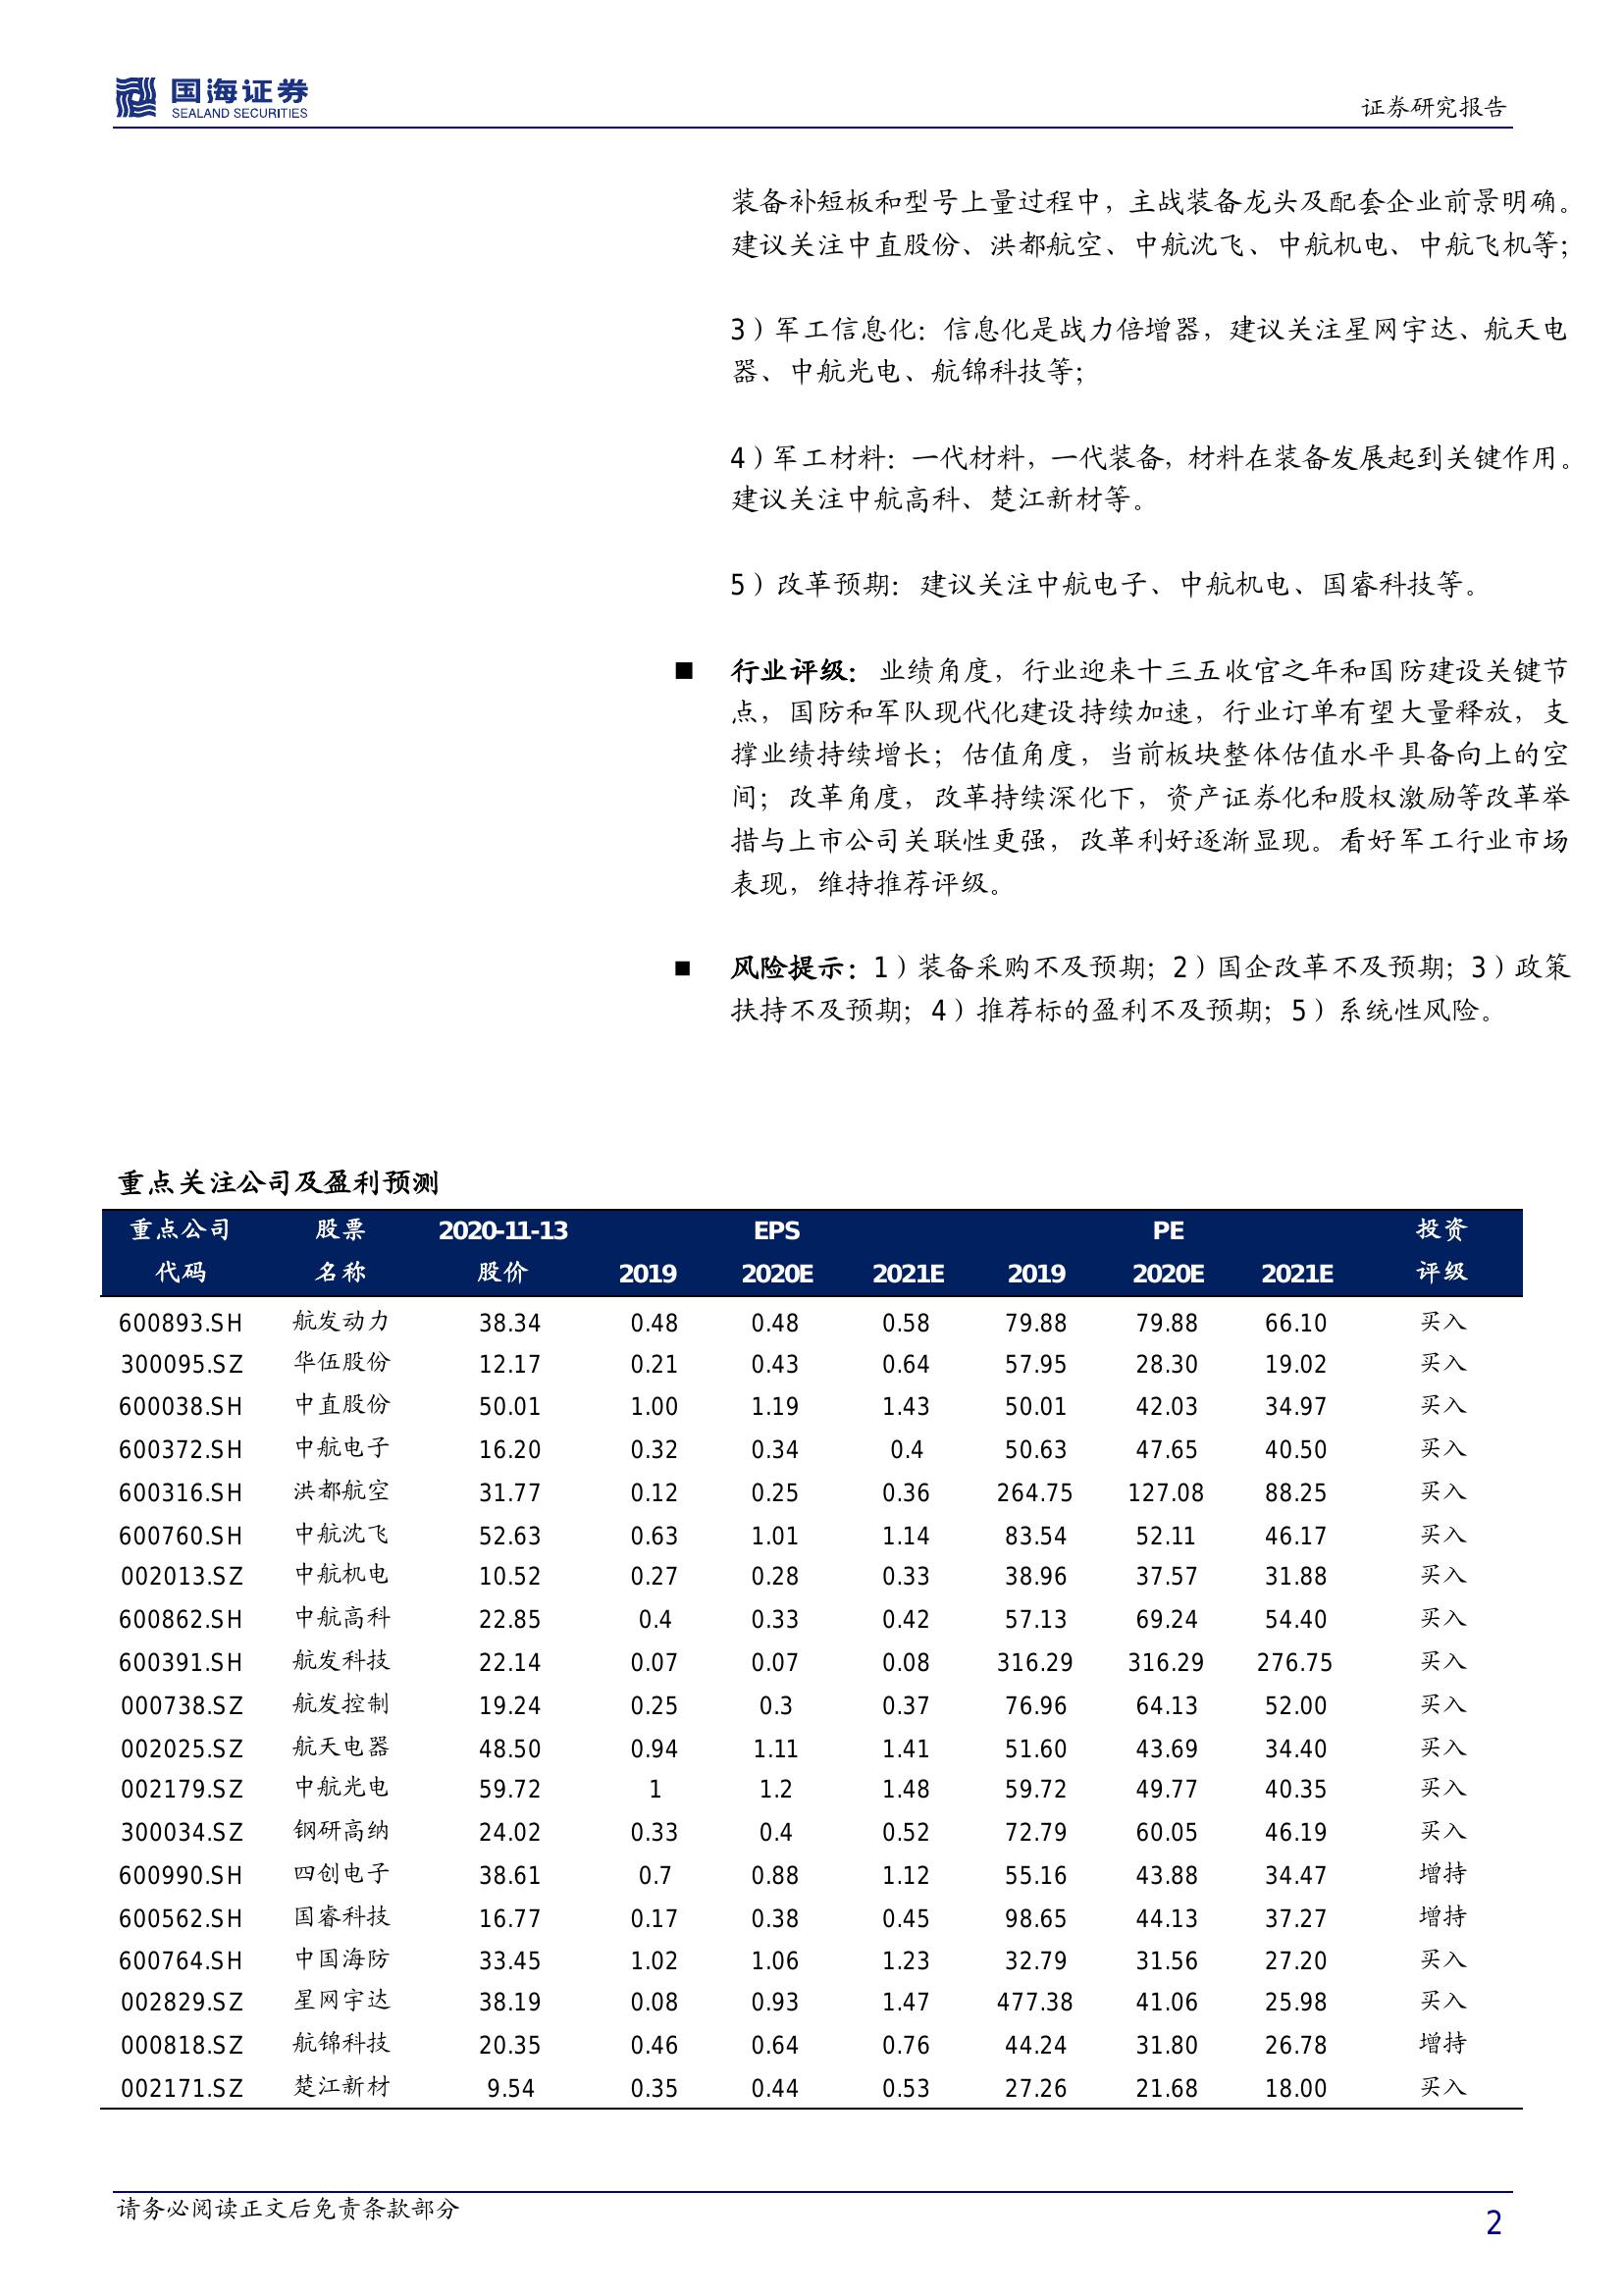 国海证券
SEALAND SECURITIES
证券研究报告
装备补短板和型号上量过程中，主战装备龙头及配套企业前景明确。
建议关注中直股份、洪都航空、中航沈飞、中航机电、中航飞机等；
3）军工信息化：信息化是战力倍增器，建议关注星网宇达、航天电
器、中航光电、航锦科技等；
4）军工材料：一代材料，一代装备，材料在装备发展起到关键作用。
建议关注中航高科、楚江新材等。
5）改革预期：建议关注中航电子、中航机电、国睿科技等。
■ 行业评级：业绩角度，行业迎来十三五收官之年和国防建设关键节
点，国防和军队现代化建设持续加速，行业订单有望大量释放，支
撑业绩持续增长；估值角度，当前板块整体估值水平具备向上的空
间；改革角度，改革持续深化下，资产证券化和股权激励等改革举
措与上市公司关联性更强，改革利好逐渐显现。看好军工行业市场
表现，维持推荐评级。
■ 风险提示：1）装备采购不及预期；2）国企改革不及预期；3）政策
扶持不及预期；4）推荐标的盈利不及预期；5）系统性风险。
重点关注公司及盈利预测
重点公司 股票 2020-11-13 EPS PE 投资
代码 名称 股价 2019 2020E 2021E 2019 2020E 2021E 评级
600893.SH 航发动力 38.34 0.48 0.48 0.58 79.88 79.88 66.10 买入
300095.SZ 华伍股份 12.17 0.21 0.43 0.64 57.95 28.30 19.02 买入
600038.SH 中直股份 50.01 1.00 1.19 1.43 50.01 42.03 34.97 买入
600372.SH 中航电子 16.20 0.32 0.34 0.4 50.63 47.65 40.50 买入
600316.SH 洪都航空 31.77 0.12 0.25 0.36 264.75 127.08 88.25 买入
600760.SH 中航沈飞 52.63 0.63 1.01 1.14 83.54 52.11 46.17 买入
002013.SZ 中航机电 10.52 0.27 0.28 0.33 38.96 37.57 31.88 买入
600862.SH 中航高科 22.85 0.4 0.33 0.42 57.13 69.24 54.40 买入
600391.SH 航发科技 22.14 0.07 0.07 0.08 316.29 316.29 276.75 买入
000738.SZ 航发控制 19.24 0.25 0.3 0.37 76.96 64.13 52.00 买入
002025.SZ 航天电器 48.50 0.94 1.11 1.41 51.60 43.69 34.40 买入
002179.SZ 中航光电 59.72 1 1.2 1.48 59.72 49.77 40.35 买入
300034.SZ 钢研高纳 24.02 0.33 0.4 0.52 72.79 60.05 46.19 买入
600990.SH 四创电子 38.61 0.7 0.88 1.12 55.16 43.88 34.47 增持
600562.SH 国睿科技 16.77 0.17 0.38 0.45 98.65 44.13 37.27 增持
600764.SH 中国海防 33.45 1.02 1.06 1.23 32.79 31.56 27.20 买入
002829.SZ 星网宇达 38.19 0.08 0.93 1.47 477.38 41.06 25.98 买入
000818.SZ 航锦科技 20.35 0.46 0.64 0.76 44.24 31.80 26.78 增持
002171.SZ 楚江新材 9.54 0.35 0.44 0.53 27.26 21.68 18.00 买入
请务必阅读正文后免责条款部分
2